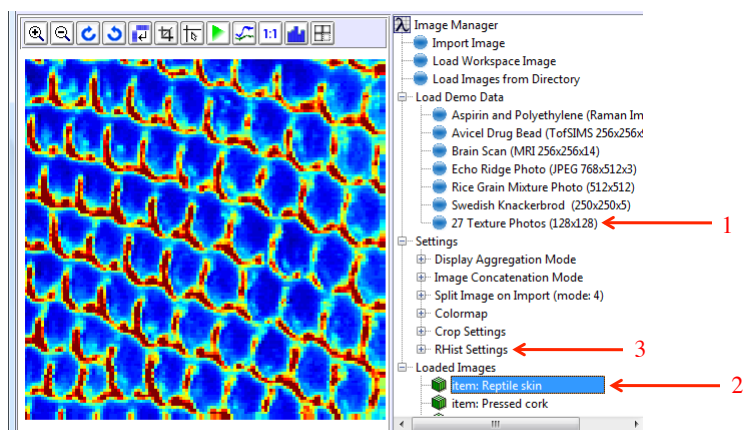 1:1
Image Manager
Import Image
Load Workspace Image
Load Images from Directory
Load Demo Data
Aspirin and Polyethylene (Raman Im
Avicel Drug Bead (TofSIMS 256x256x
Brain Scan (MRI 256x256x14)
Echo Ridge Photo (JPEG 768x512x3)
Rice Grain Mixture Photo (512x512)
Swedish Knackerbrod (250x250x5)
27 Texture Photos (128x128)
1
Settings
Display Aggregation Mode
Image Concatenation Mode
Split Image on Import (mode: 4)
Colormap
Crop Settings
RHist Settings
3
Loaded Images
item: Reptile skin
2
item: Pressed cork